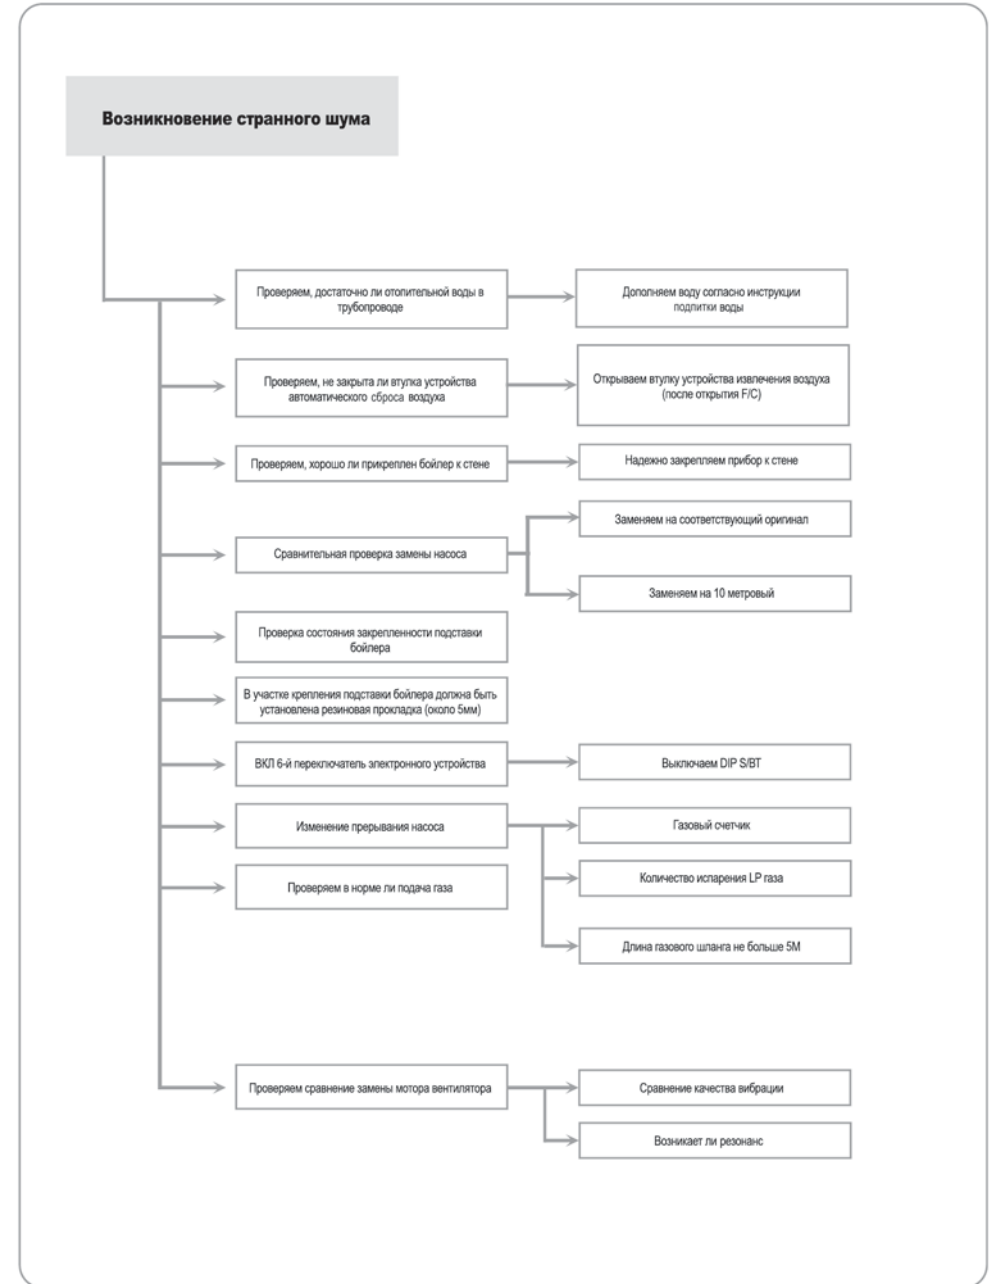 Возникновение странного шума
Проверяем, достаточно ли отопительной воды в
трубопроводе
Дополняем воду согласно инструкции
подпитки воды
Проверяем, не закрыта ли втулка устройства
автоматического сброса воздуха
Открываем втулку устройства извлечения воздуха
(после открытия F/C)
Проверяем, хорошо ли прикреплен бойлер к стене
Надежно закрепляем прибор к стене
Сравнительная проверка замены насоса
Заменяем на соответствующий оригинал
Заменяем на 10 метровый
Проверка состояния закрепленности подставки
бойлера
В участке крепления подставки бойлера должна быть
установлена резиновая прокладка (около 5мм)
ВКЛ 6-й переключатель электронного устройства
Выключаем DIP S/BT
Изменение прерывания насоса
Газовый счетчик
Количество испарения LP газа
Длина газового шланга не больше 5М
Проверяем в норме ли подача газа
Проверяем сравнение замены мотора вентилятора
Сравнение качества вибрации
Возникает ли резонанс